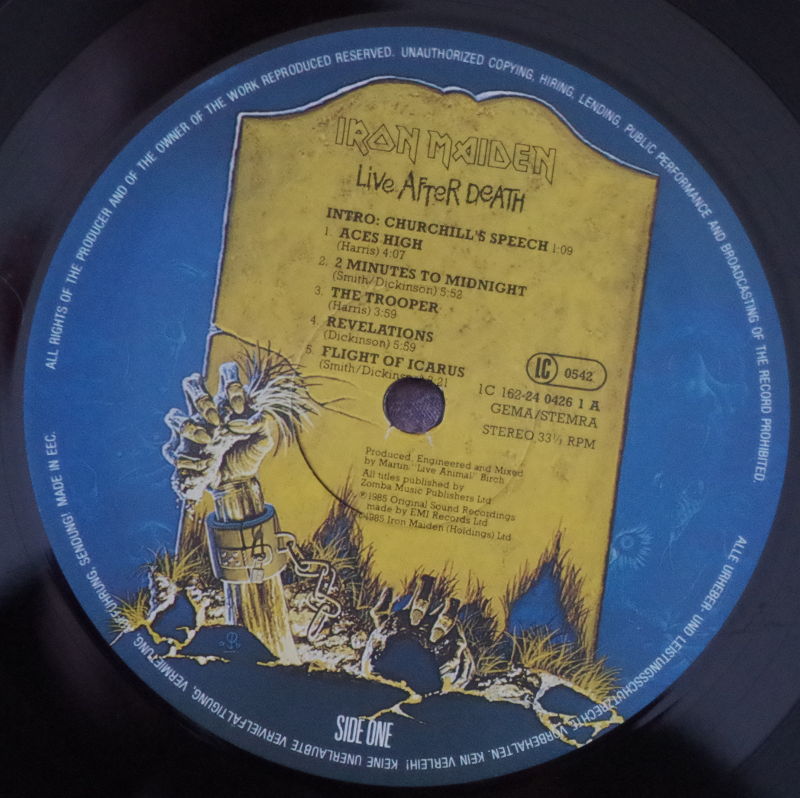 ALL RIGHTS OF THE PRODUCER AND OF THE OWNER OF THE WORK REPRODUCED RESERVED. UNAUTHORIZED COPYING, HIRING, LENDING, PUBLIC PERFORMANCE AND BROADCASTING OF THE RECORD PROHIBITED.
IRON MAIDEN
Live After Death
INTRO: CHURCHILL'S SPEECH 1:09
1. ACES HIGH
(Harris) 4:07
2. 2 MINUTES TO MIDNIGHT
(Smith/Dickinson) 5:52
3. THE TROOPER
(Harris) 3:59
4. REVELATIONS
(Dickinson) 5:59
5. FLIGHT OF ICARUS
(Smith/Dickinson) :21
LC 0542
1C 162-24 0426 1 A
GEMA/STEMRA
STEREO 33⅓ RPM
Produced, Engineered and Mixed
by Martin "Live Animal" Birch
All titles published by
Zomba Music Publishers Ltd
℗1985 Original Sound Recordings
made by EMI Records Ltd
©1985 Iron Maiden (Holdings) Ltd
SIDE ONE
ALLE URHEBER- UND LEISTUNGSSCHUTZRECHTE VORBEHALTEN. KEIN VERLEIH! KEINE UNERLAUBTE VERVIELFÄLTIGUNG, VERMIETUNG, SENDUNG! MADE IN EEC.